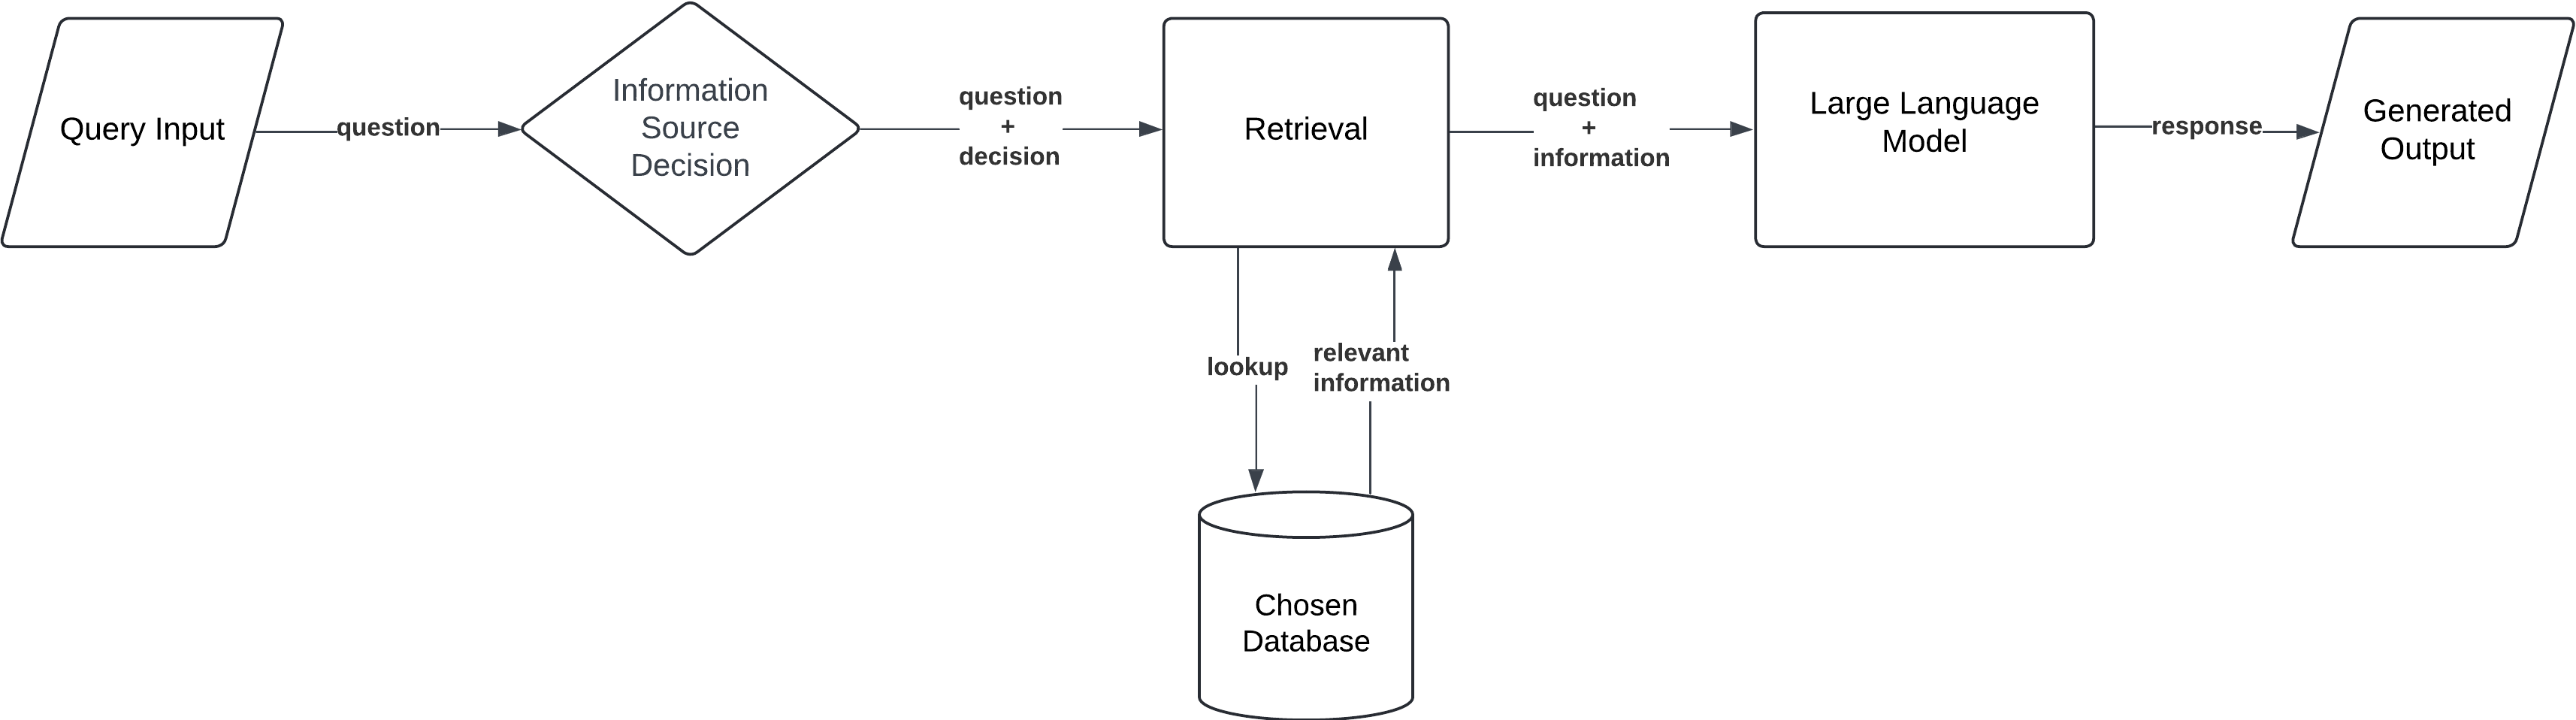 Query Input
question
Information
Source
Decision
question
+
decision
Retrieval
question
+
information
Large Language
Model
response
Generated
Output
lookup
relevant
information
Chosen
Database